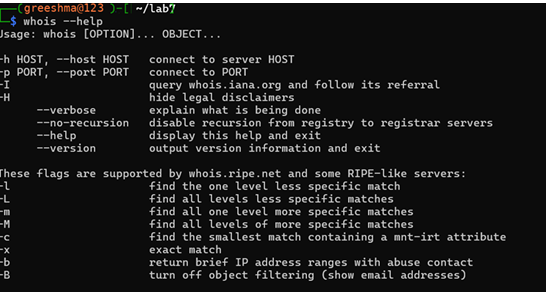 (greeshma@123 )-[ ~/lab7
$ whois --help
Usage: whois [OPTION]... OBJECT...
-h HOST, --host HOST connect to server HOST
-p PORT, --port PORT connect to PORT
-I query whois.iana.org and follow its referral
-H hide legal disclaimers
--verbose explain what is being done
--no-recursion disable recursion from registry to registrar servers
--help display this help and exit
--version output version information and exit
These flags are supported by whois.ripe.net and some RIPE-like servers:
-l find the one level less specific match
-L find all levels less specific matches
-m find all one level more specific matches
-M find all levels of more specific matches
-c find the smallest match containing a mnt-irt attribute
-x exact match
-b return brief IP address ranges with abuse contact
-B turn off object filtering (show email addresses)